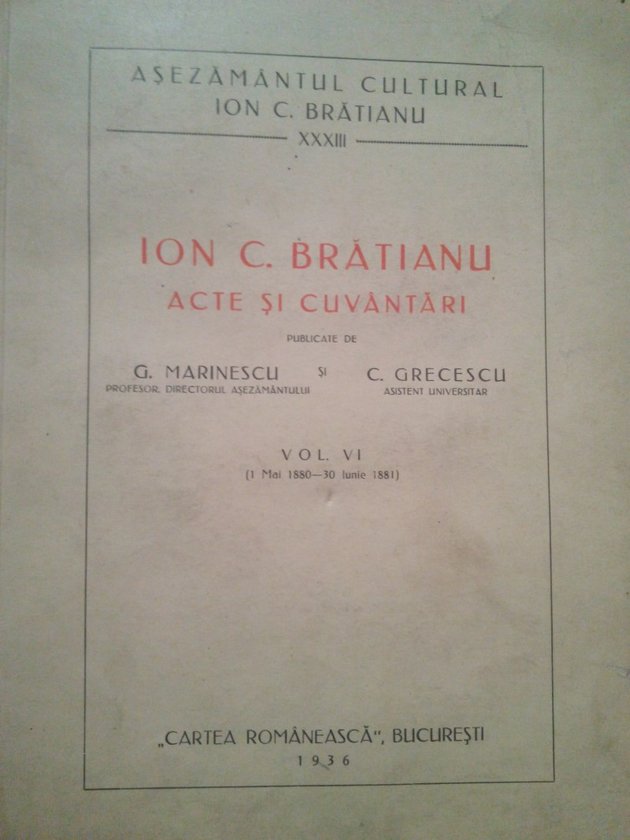 AȘEZĂMÂNTUL CULTURAL
ION C. BRĂTIANU
XXXIII
ION C. BRĂTIANU
ACTE ȘI CUVÂNTĂRI
PUBLICATE DE
G. MARINESCU ȘI C. GRECESCU
PROFESOR, DIRECTORUL AȘEZĂMÂNTULUI ASISTENT UNIVERSITAR
VOL. VI
(1 Mai 1880—30 Iunie 1881)
„CARTEA ROMÂNEASCĂ", BUCUREȘTI
1936